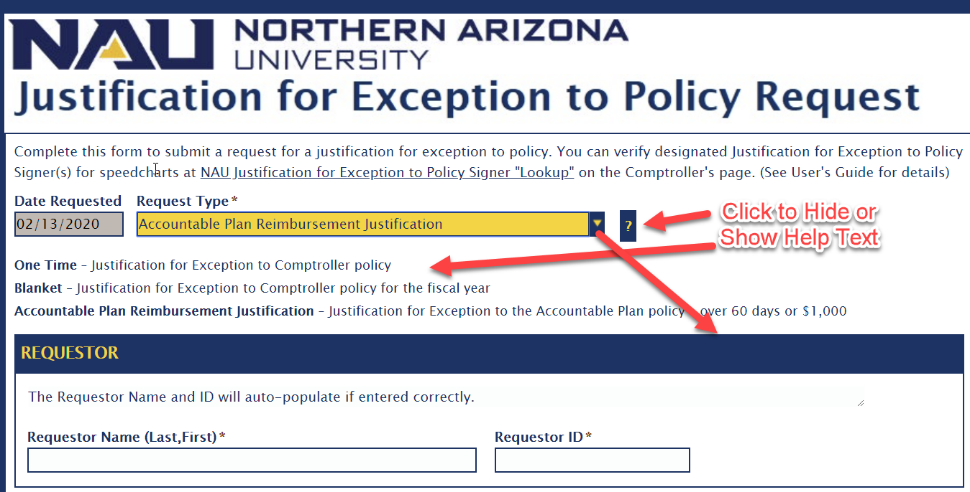 NAU NORTHERN ARIZONA
UNIVERSITY
Justification for Exception to Policy Request
Complete this form to submit a request for a justification for exception to policy. You can verify designated Justification for Exception to Policy
Signer(s) for speedcharts at NAU Justification for Exception to Policy Signer "Lookup" on the Comptroller's page. (See User's Guide for details)
Date Requested Request Type*
02/13/2020 Accountable Plan Reimbursement Justification ?
Click to Hide or
Show Help Text
One Time – Justification for Exception to Comptroller policy
Blanket – Justification for Exception to Comptroller policy for the fiscal year
Accountable Plan Reimbursement Justification – Justification for Exception to the Accountable Plan policy over 60 days or $1,000
REQUESTOR
The Requestor Name and ID will auto-populate if entered correctly.
Requestor Name (Last,First)* Requestor ID*